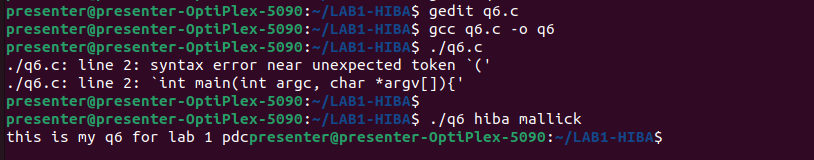 presenter@presenter-OptiPlex-5090:~/LAB1-HIBA$ gedit q6.c
presenter@presenter-OptiPlex-5090:~/LAB1-HIBA$ gcc q6.c -o q6
presenter@presenter-OptiPlex-5090:~/LAB1-HIBA$ ./q6.c
./q6.c: line 2: syntax error near unexpected token `('
./q6.c: line 2: `int main(int argc, char *argv[]){'
presenter@presenter-OptiPlex-5090:~/LAB1-HIBA$
presenter@presenter-OptiPlex-5090:~/LAB1-HIBA$ ./q6 hiba mallick
this is my q6 for lab 1 pdcpresenter@presenter-OptiPlex-5090:~/LAB1-HIBA$